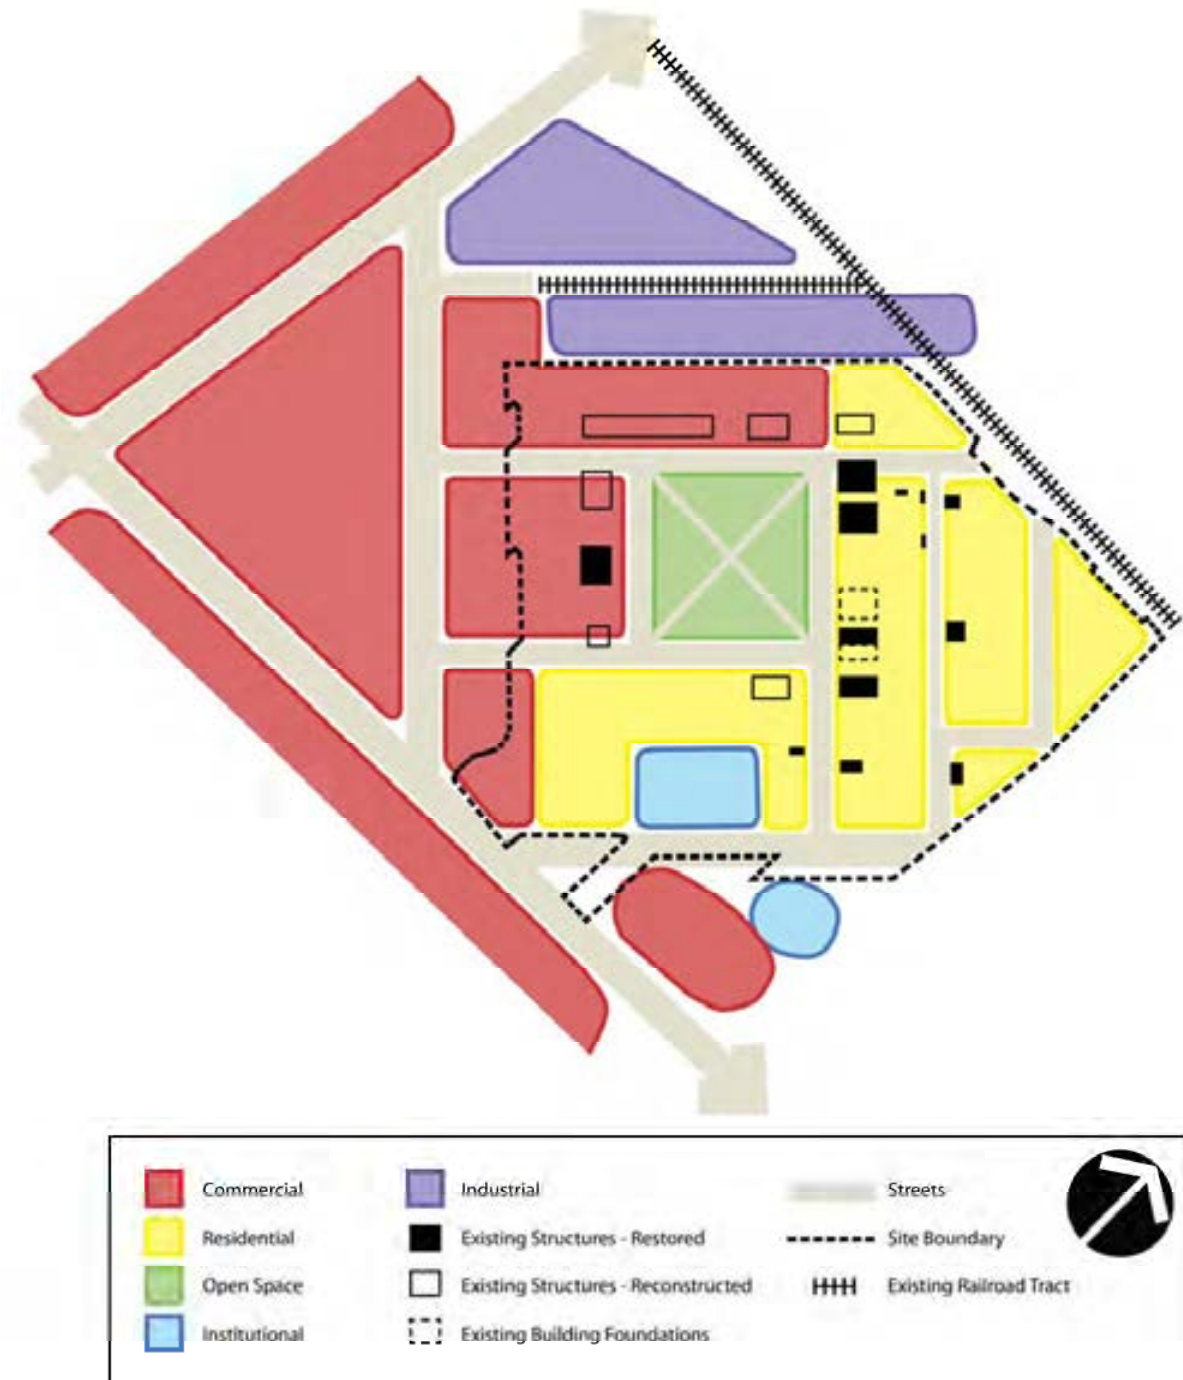 Commercial
Residential
Open Space
Institutional
Industrial
Existing Structures - Restored
Existing Structures - Reconstructed
Existing Building Foundations
Streets
Site Boundary
Existing Railroad Tract